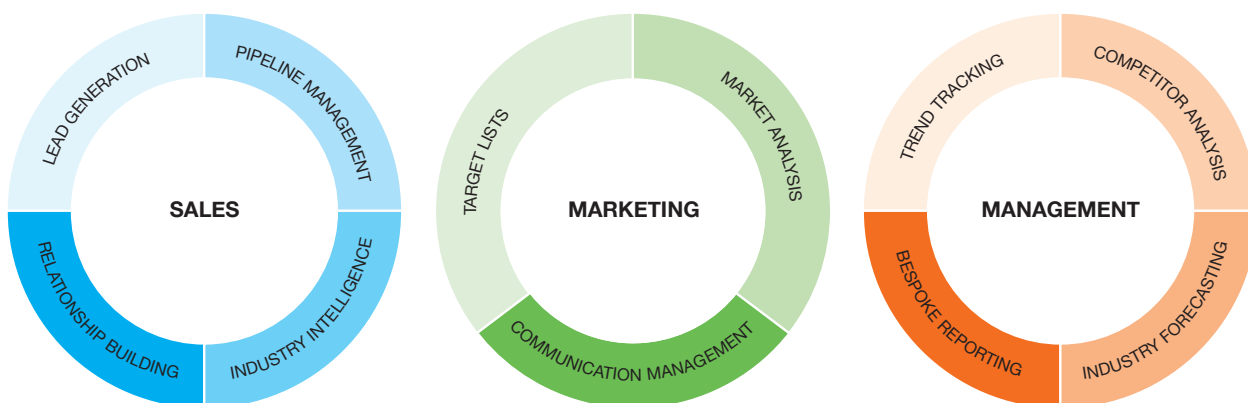 LEAD GENERATION
PIPELINE MANAGEMENT
SALES
RELATIONSHIP BUILDING
INDUSTRY INTELLIGENCE
TARGET LISTS
MARKET ANALYSIS
MARKETING
COMMUNICATION MANAGEMENT
TREND TRACKING
COMPETITOR ANALYSIS
MANAGEMENT
BESPOKE REPORTING
INDUSTRY FORECASTING